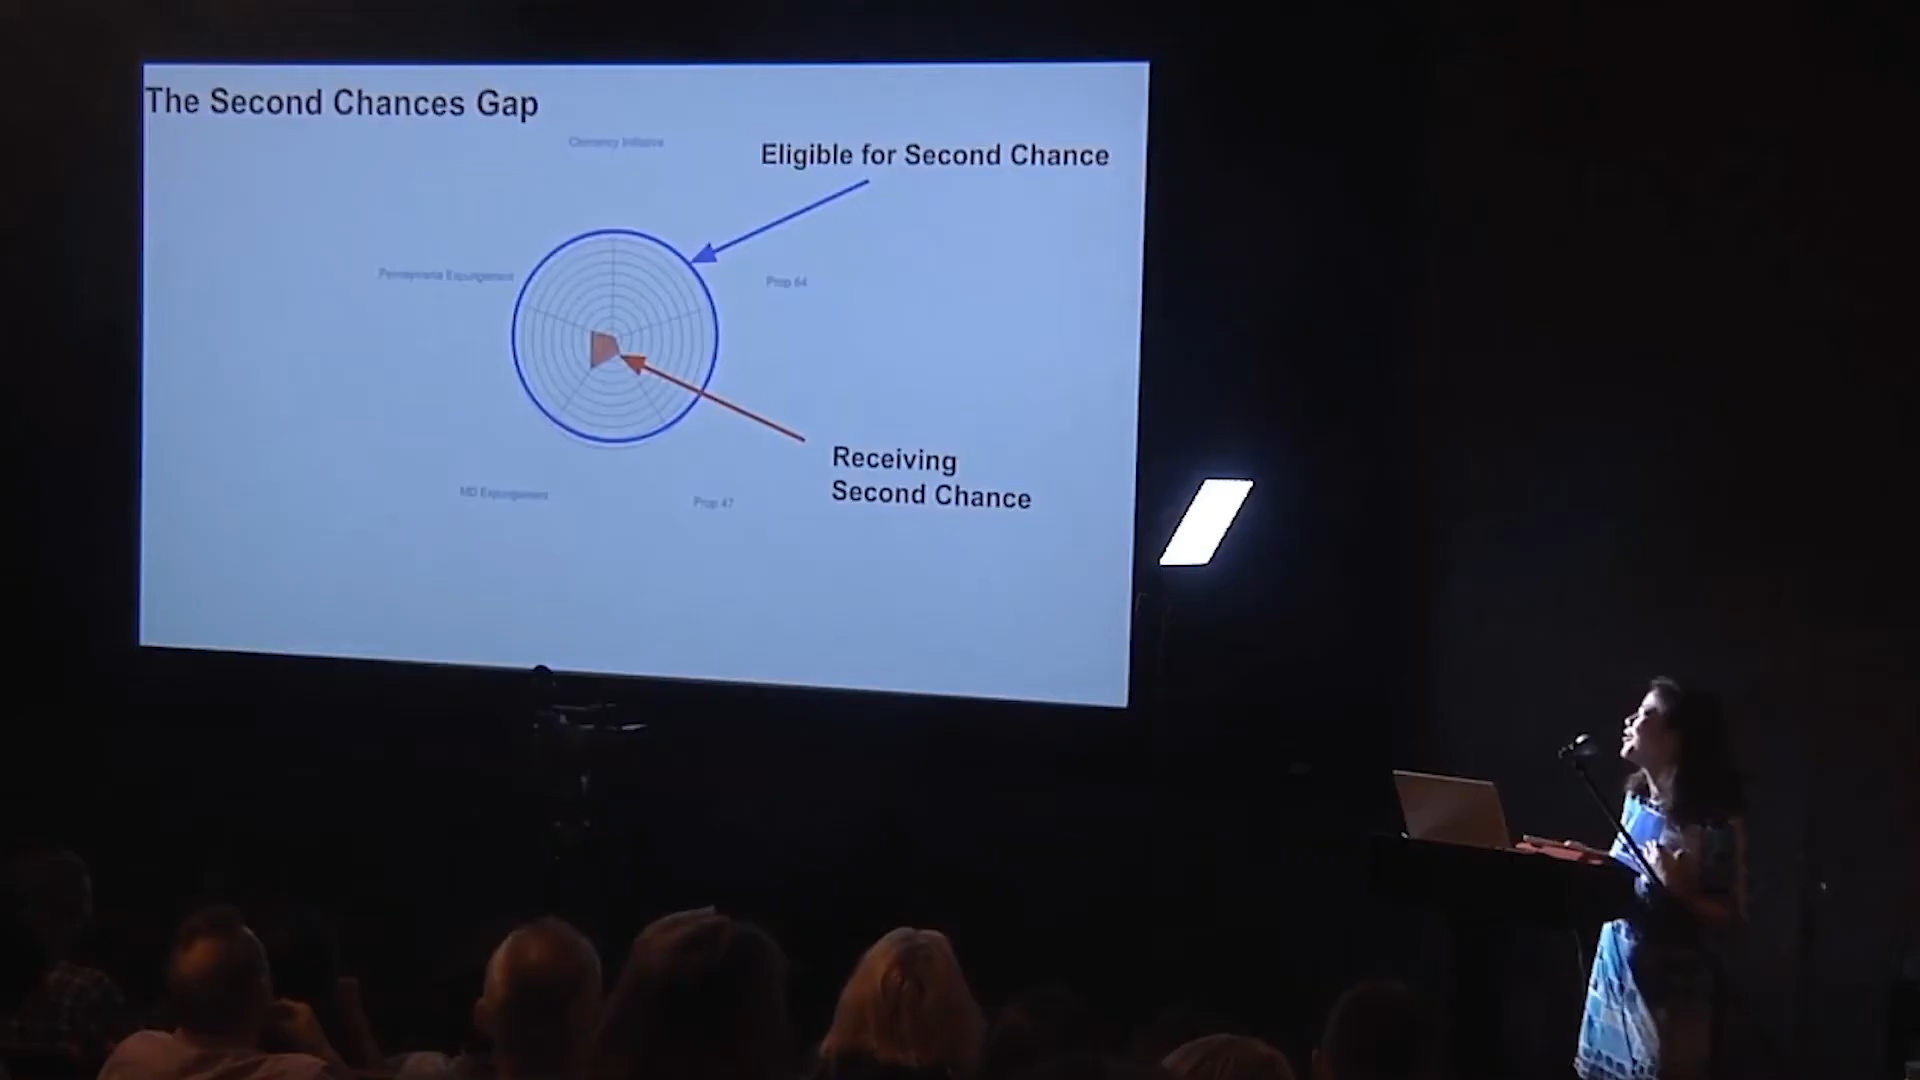 The Second Chances Gap
Clemency Initiative
Eligible for Second Chance
Pennsylvania Expungement
Prop 64
Receiving
Second Chance
MD Expungement
Prop 47